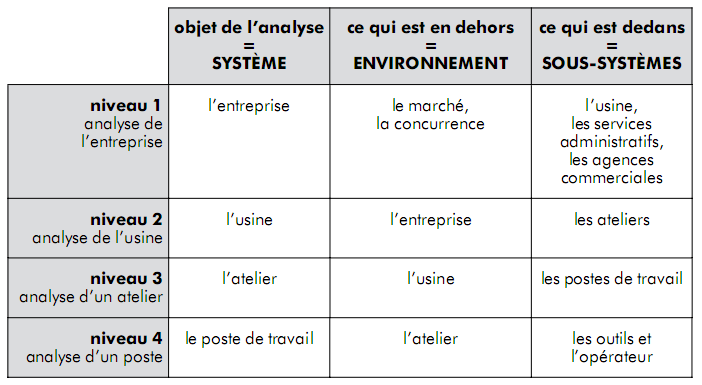 objet de l'analyse
=
SYSTÈME
ce qui est en dehors
=
ENVIRONNEMENT
ce qui est dedans
=
SOUS-SYSTÈMES
niveau 1
analyse de
l'entreprise
l'entreprise
le marché,
la concurrence
l'usine,
les services
administratifs,
les agences
commerciales
niveau 2
analyse de l'usine
l'usine
l'entreprise
les ateliers
niveau 3
analyse d'un atelier
l'atelier
l'usine
les postes de travail
niveau 4
analyse d'un poste
le poste de travail
l'atelier
les outils et
l'opérateur